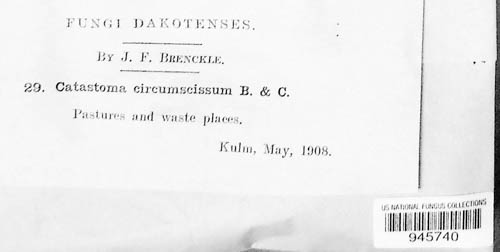 FUNGI DAKOTENSES.
BY J. F. BRENCKLE.
29. Catastoma circumscissum B. & C.
Pastures and waste places.
Kulm, May, 1908.
US NATIONAL FUNGUS COLLECTIONS
945740